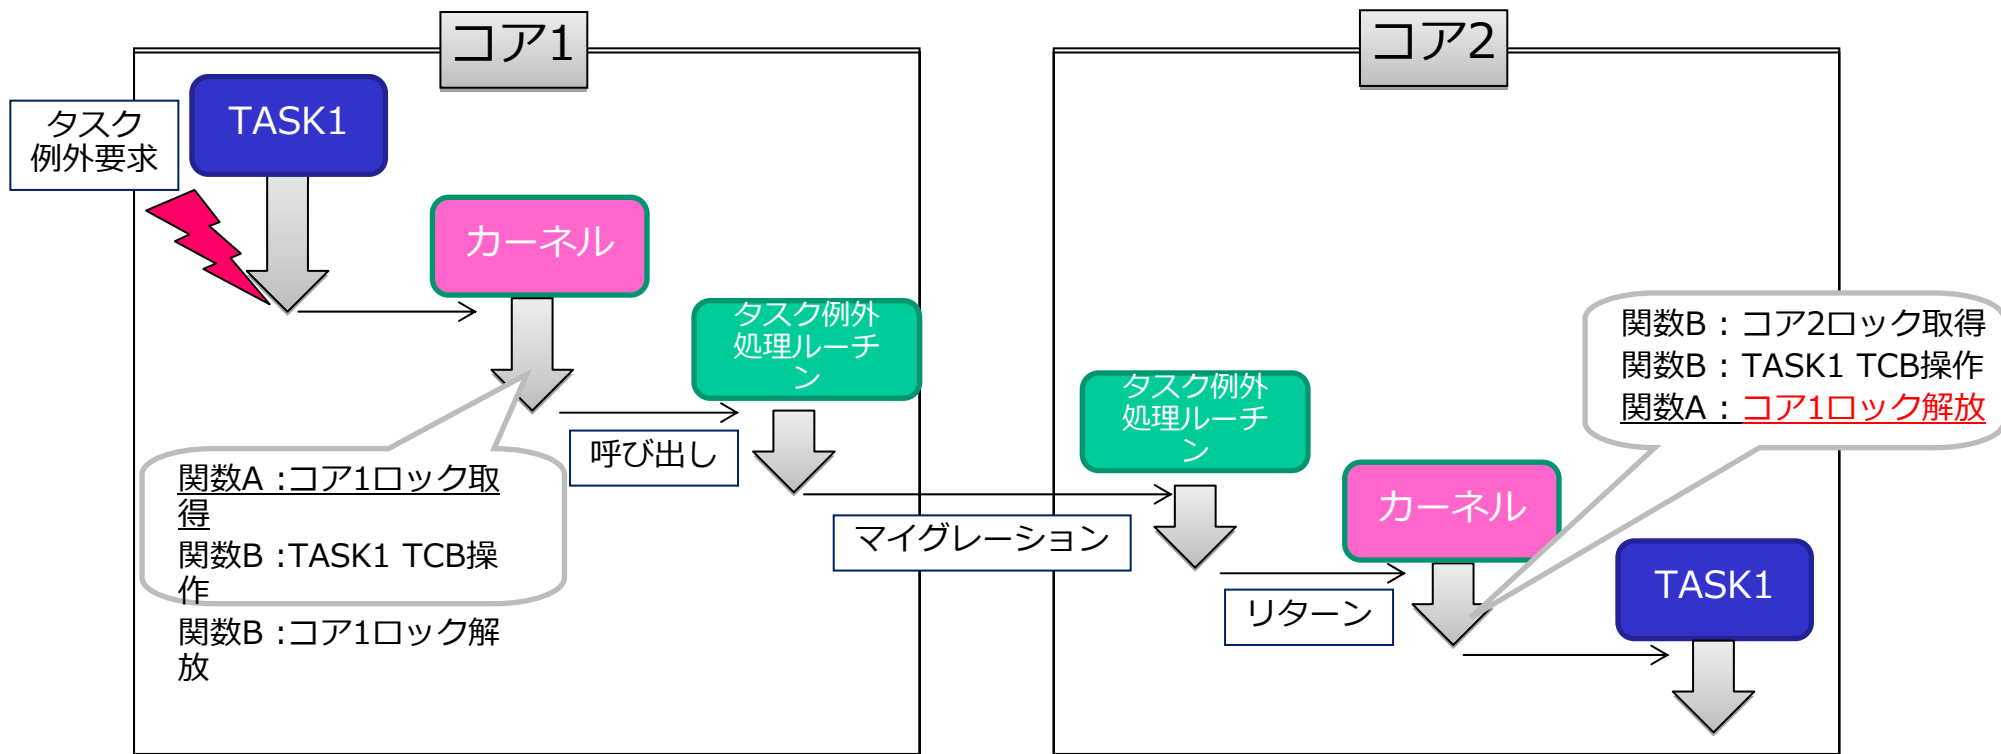 コア1
コア2
タスク
例外要求
TASK1
カーネル
タスク例外
処理ルーチ
ン
呼び出し
関数A :コア1ロック取
得
関数B :TASK1 TCB操
作
関数B :コア1ロック解
放
マイグレーション
タスク例外
処理ルーチ
ン
リターン
カーネル
関数B : コア2ロック取得
関数B : TASK1 TCB操作
関数A : コア1ロック解放
TASK1